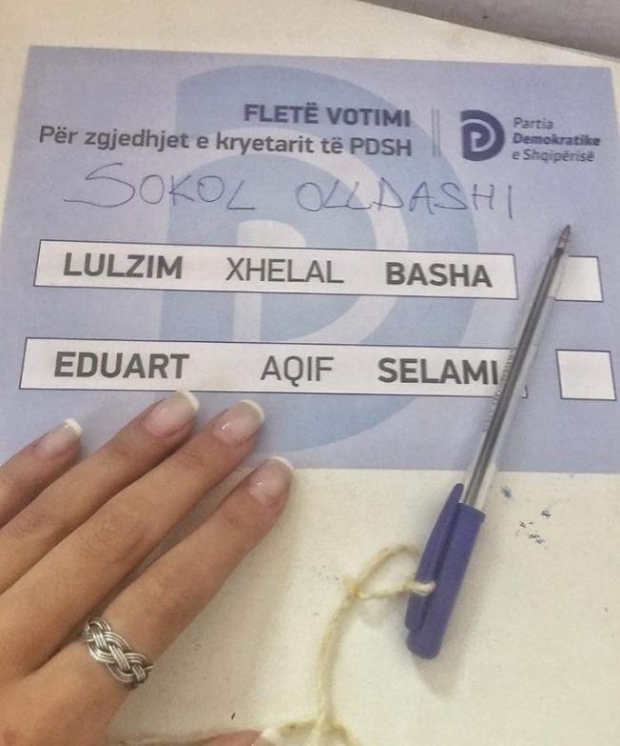 FLETË VOTIMI
Për zgjedhjet e kryetarit të PDSH
Partia
Demokratike
e Shqipërisë
SOKOL OLLDASHI
LULZIM XHELAL BASHA
EDUART AQIF SELAMI